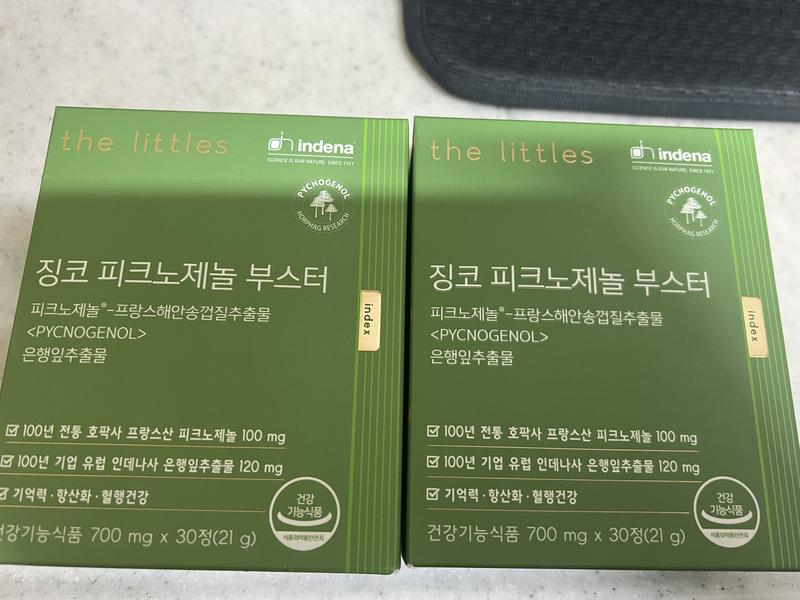 the littles
indena
SCIENCE IS OUR NATURE. SINCE 1921
PYCNOGENOL
HORPHAG RESEARCH
징코 피크노제놀 부스터
피크노제놀®-프랑스해안송껍질추출물
<PYCNOGENOL>
은행잎추출물
index
100년 전통 호팍사 프랑스산 피크노제놀 100 mg
100년 기업 유럽 인데나사 은행잎추출물 120 mg
기억력·항산화·혈행건강
건강기능식품 700 mg x 30정(21 g)
건강
기능식품
식품의약품안전처
the littles
indena
SCIENCE IS OUR NATURE. SINCE 1921
PYCNOGENOL
HORPHAG RESEARCH
징코 피크노제놀 부스터
피크노제놀®-프랑스해안송껍질추출물
<PYCNOGENOL>
은행잎추출물
index
100년 전통 호팍사 프랑스산 피크노제놀 100 mg
100년 기업 유럽 인데나사 은행잎추출물 120 mg
기억력·항산화·혈행건강
건강기능식품 700 mg x 30정(21 g)
건강
기능식품
식품의약품안전처